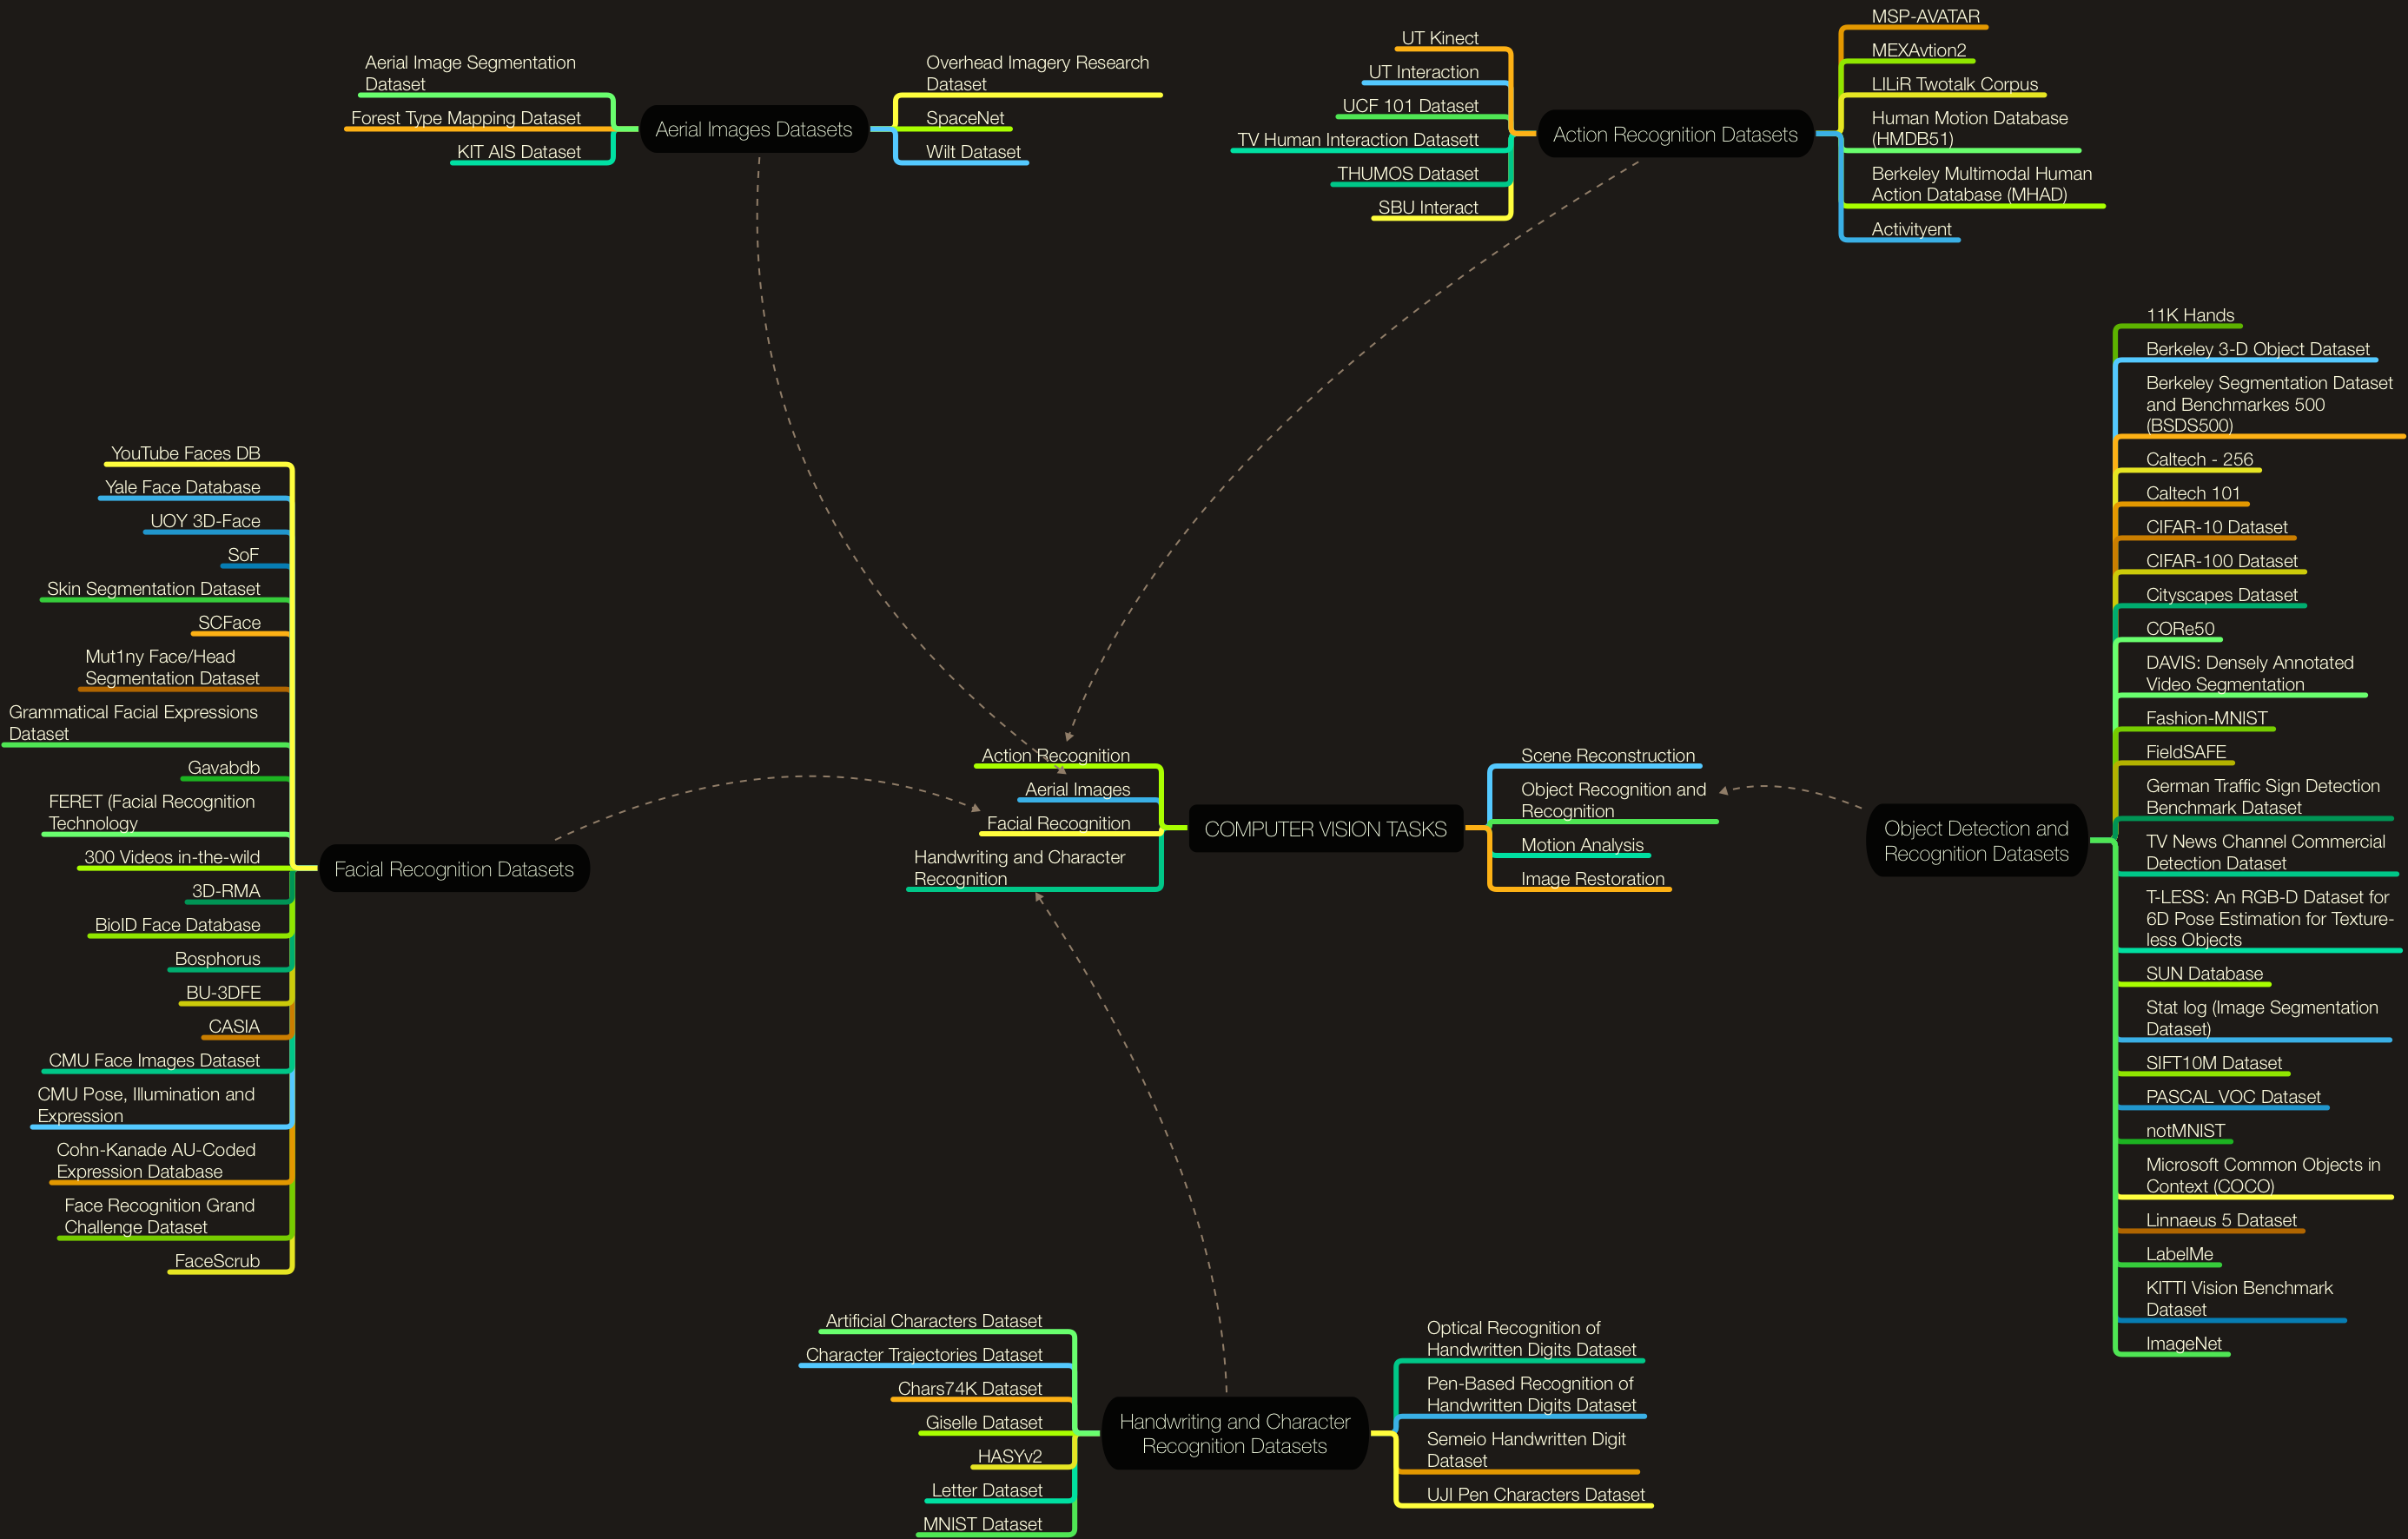 Aerial Image Segmentation
Dataset
Forest Type Mapping Dataset
KIT AIS Dataset
Aerial Images Datasets
Overhead Imagery Research
Dataset
SpaceNet
Wilt Dataset
UT Kinect
UT Interaction
UCF 101 Dataset
TV Human Interaction Datasett
THUMOS Dataset
SBU Interact
Action Recognition Datasets
MSP-AVATAR
MEXAvtion2
LILiR Twotalk Corpus
Human Motion Database
(HMDB51)
Berkeley Multimodal Human
Action Database (MHAD)
Activityent
YouTube Faces DB
Yale Face Database
UOY 3D-Face
SoF
Skin Segmentation Dataset
SCFace
Mut1ny Face/Head
Segmentation Dataset
Grammatical Facial Expressions
Dataset
Gavabdb
FERET (Facial Recognition
Technology
300 Videos in-the-wild
3D-RMA
BioID Face Database
Bosphorus
BU-3DFE
CASIA
CMU Face Images Dataset
CMU Pose, Illumination and
Expression
Cohn-Kanade AU-Coded
Expression Database
Face Recognition Grand
Challenge Dataset
FaceScrub
Facial Recognition Datasets
Action Recognition
Aerial Images
Facial Recognition
Handwriting and Character
Recognition
COMPUTER VISION TASKS
Scene Reconstruction
Object Recognition and
Recognition
Motion Analysis
Image Restoration
Object Detection and
Recognition Datasets
11K Hands
Berkeley 3-D Object Dataset
Berkeley Segmentation Dataset
and Benchmarkes 500
(BSDS500)
Caltech - 256
Caltech 101
CIFAR-10 Dataset
CIFAR-100 Dataset
Cityscapes Dataset
CORe50
DAVIS: Densely Annotated
Video Segmentation
Fashion-MNIST
FieldSAFE
German Traffic Sign Detection
Benchmark Dataset
TV News Channel Commercial
Detection Dataset
T-LESS: An RGB-D Dataset for
6D Pose Estimation for Texture-
less Objects
SUN Database
Stat log (Image Segmentation
Dataset)
SIFT10M Dataset
PASCAL VOC Dataset
notMNIST
Microsoft Common Objects in
Context (COCO)
Linnaeus 5 Dataset
LabelMe
KITTI Vision Benchmark
Dataset
ImageNet
Artificial Characters Dataset
Character Trajectories Dataset
Chars74K Dataset
Giselle Dataset
HASYv2
Letter Dataset
MNIST Dataset
Handwriting and Character
Recognition Datasets
Optical Recognition of
Handwritten Digits Dataset
Pen-Based Recognition of
Handwritten Digits Dataset
Semeio Handwritten Digit
Dataset
UJI Pen Characters Dataset